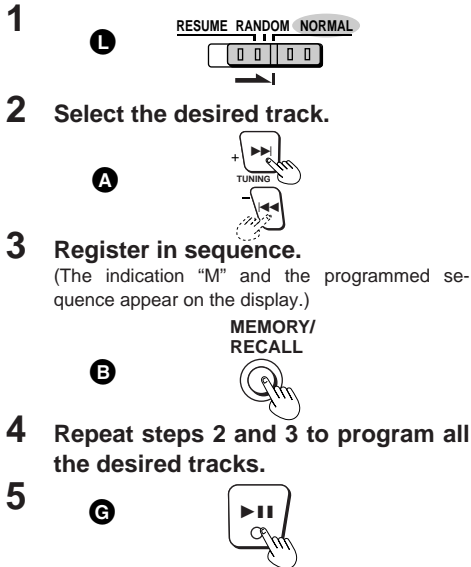 1
L
RESUME RANDOM NORMAL
2 Select the desired track.
A
+
TUNING
−
3 Register in sequence.
(The indication “M” and the programmed se-
quence appear on the display.)
MEMORY/
RECALL
B
4 Repeat steps 2 and 3 to program all
the desired tracks.
5
G